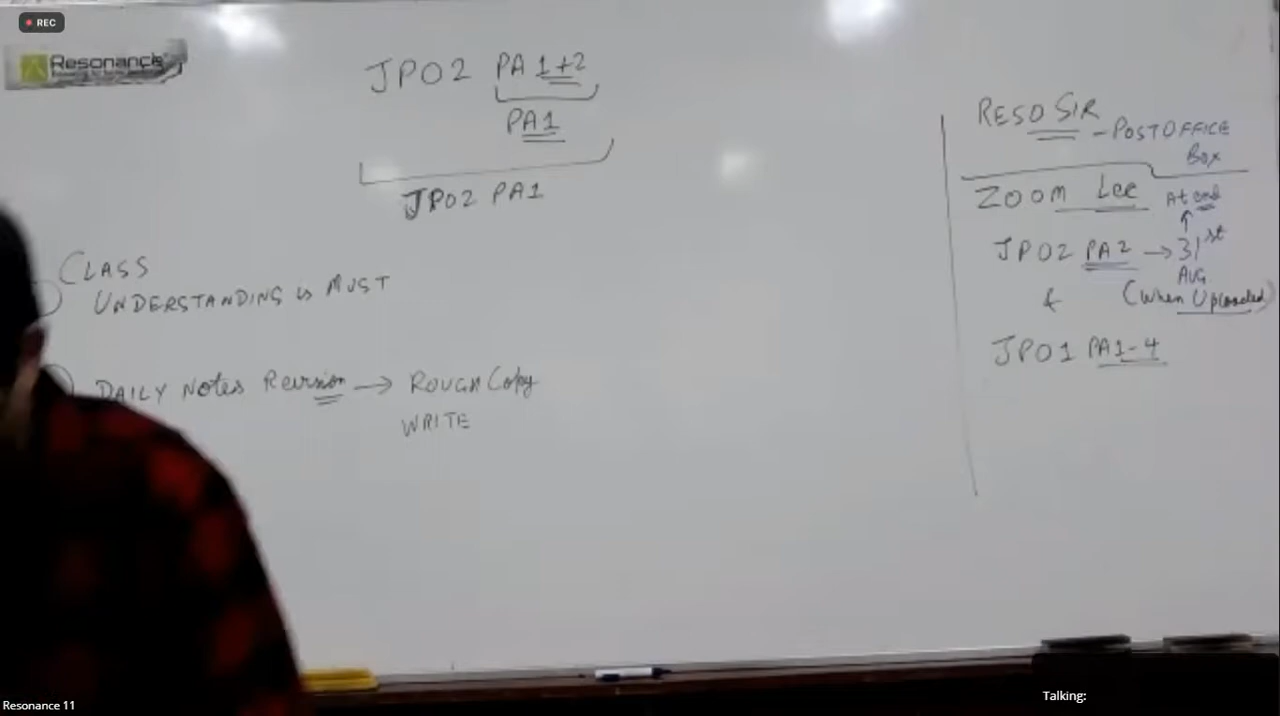 REC
Resonance
JP02 PA 1+2
PA1
JP02 PA1
CLASS
UNDERSTANDING is MUST
DAILY Notes Revision → ROUGH Copy
WRITE
RESO SIR
- POST OFFICE
Box
ZOOM Lec At end
↑
JP02 PA2 → 31st
AUG
& (When Uploaded)
JP01 PA1-4
Resonance 11
Talking: